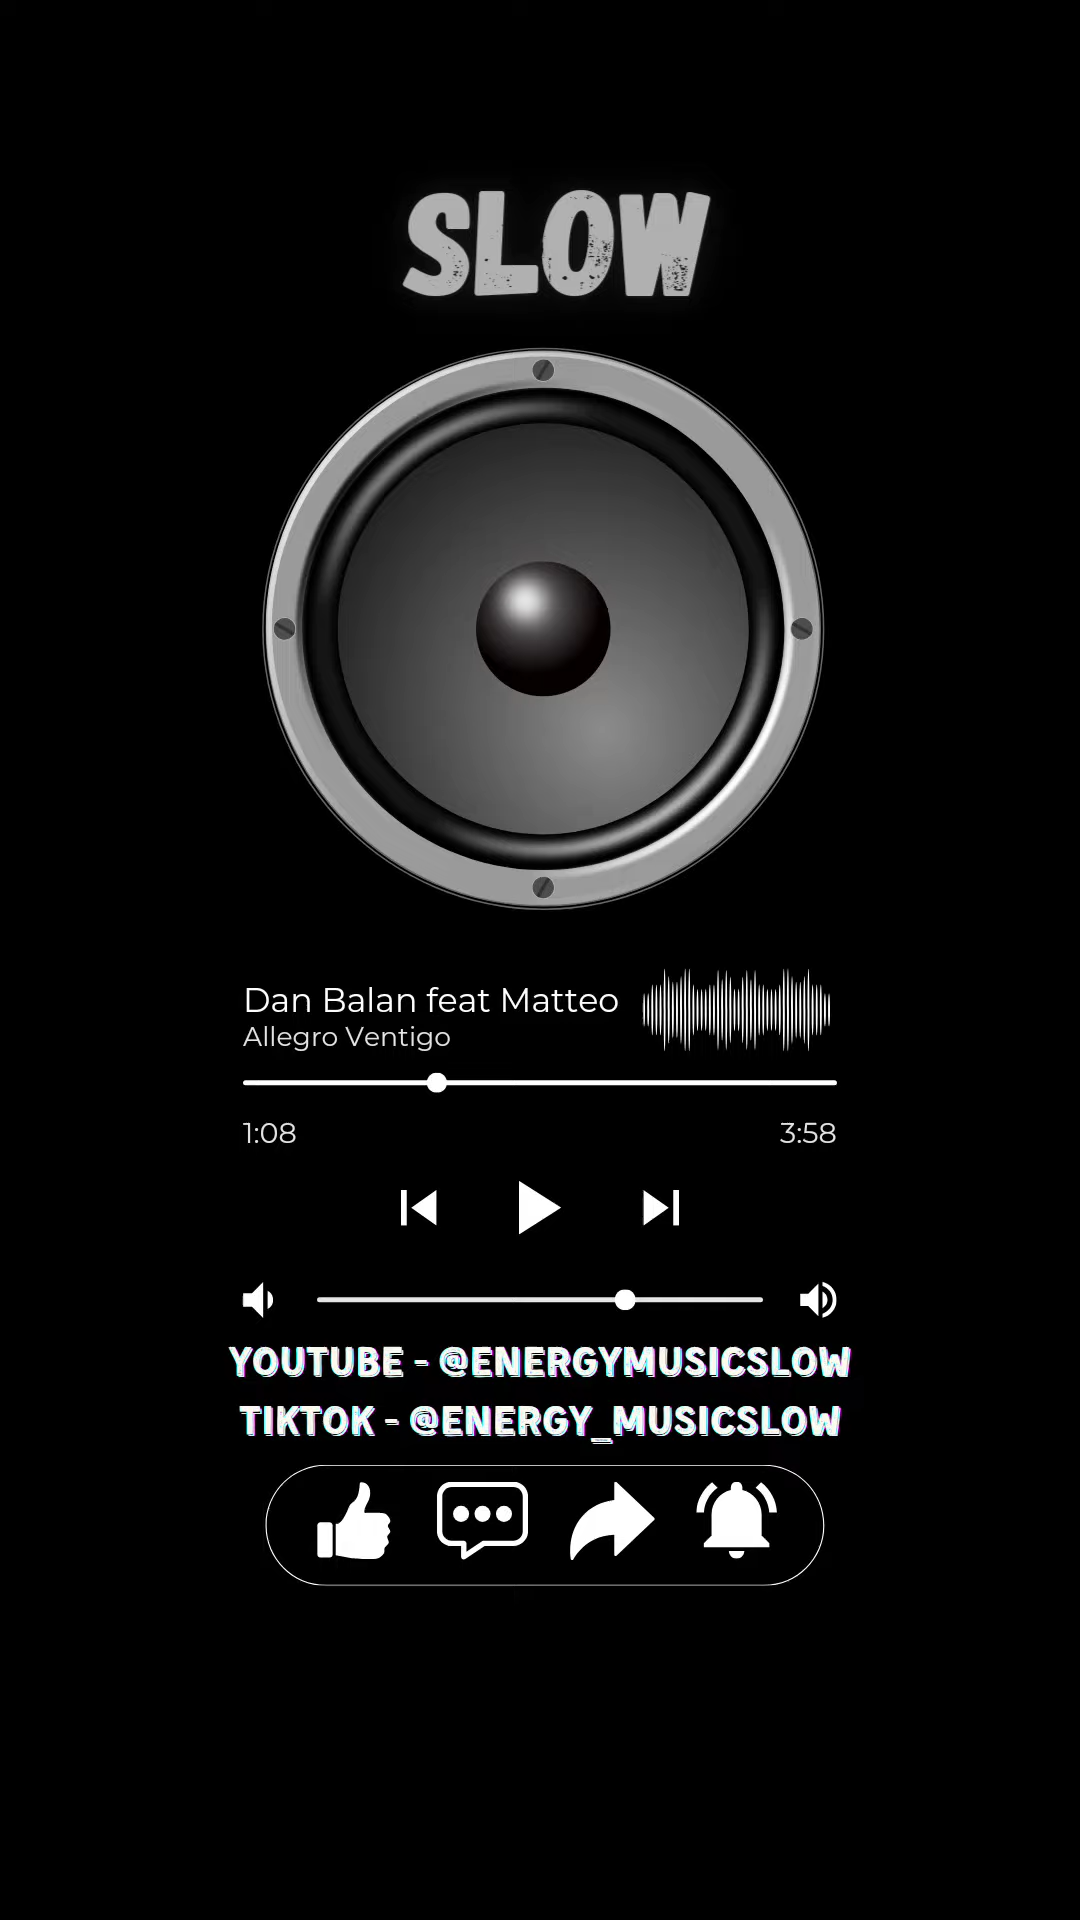 SLOW
Dan Balan feat Matteo
Allegro Ventigo
1:08
3:58
YOUTUBE - @ENERGYMUSICSLOW
TIKTOK - @ENERGY_MUSICSLOW